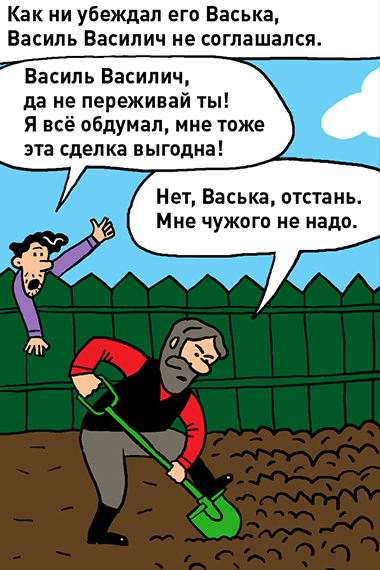 Как ни убеждал его Васька,
Василь Василич не соглашался.
Василь Василич,
да не переживай ты!
Я всё обдумал, мне тоже
эта сделка выгодна!
Нет, Васька, отстань.
Мне чужого не надо.